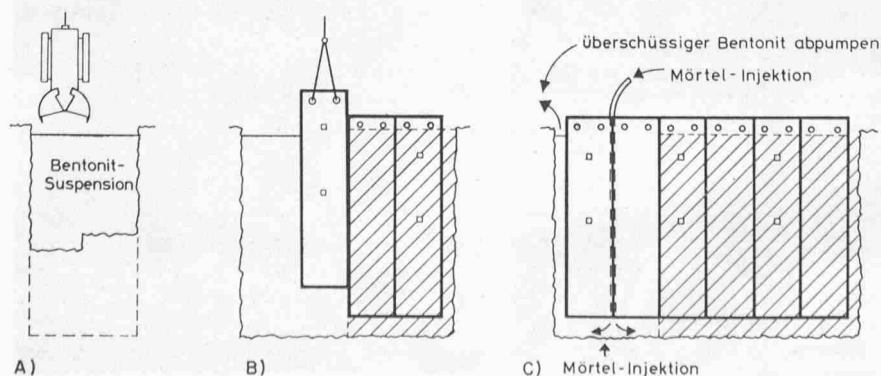 überschüssiger Bentonit abpumpen
Mörtel-Injektion
Bentonit-
Suspension
A)
B)
C)
Mörtel-Injektion